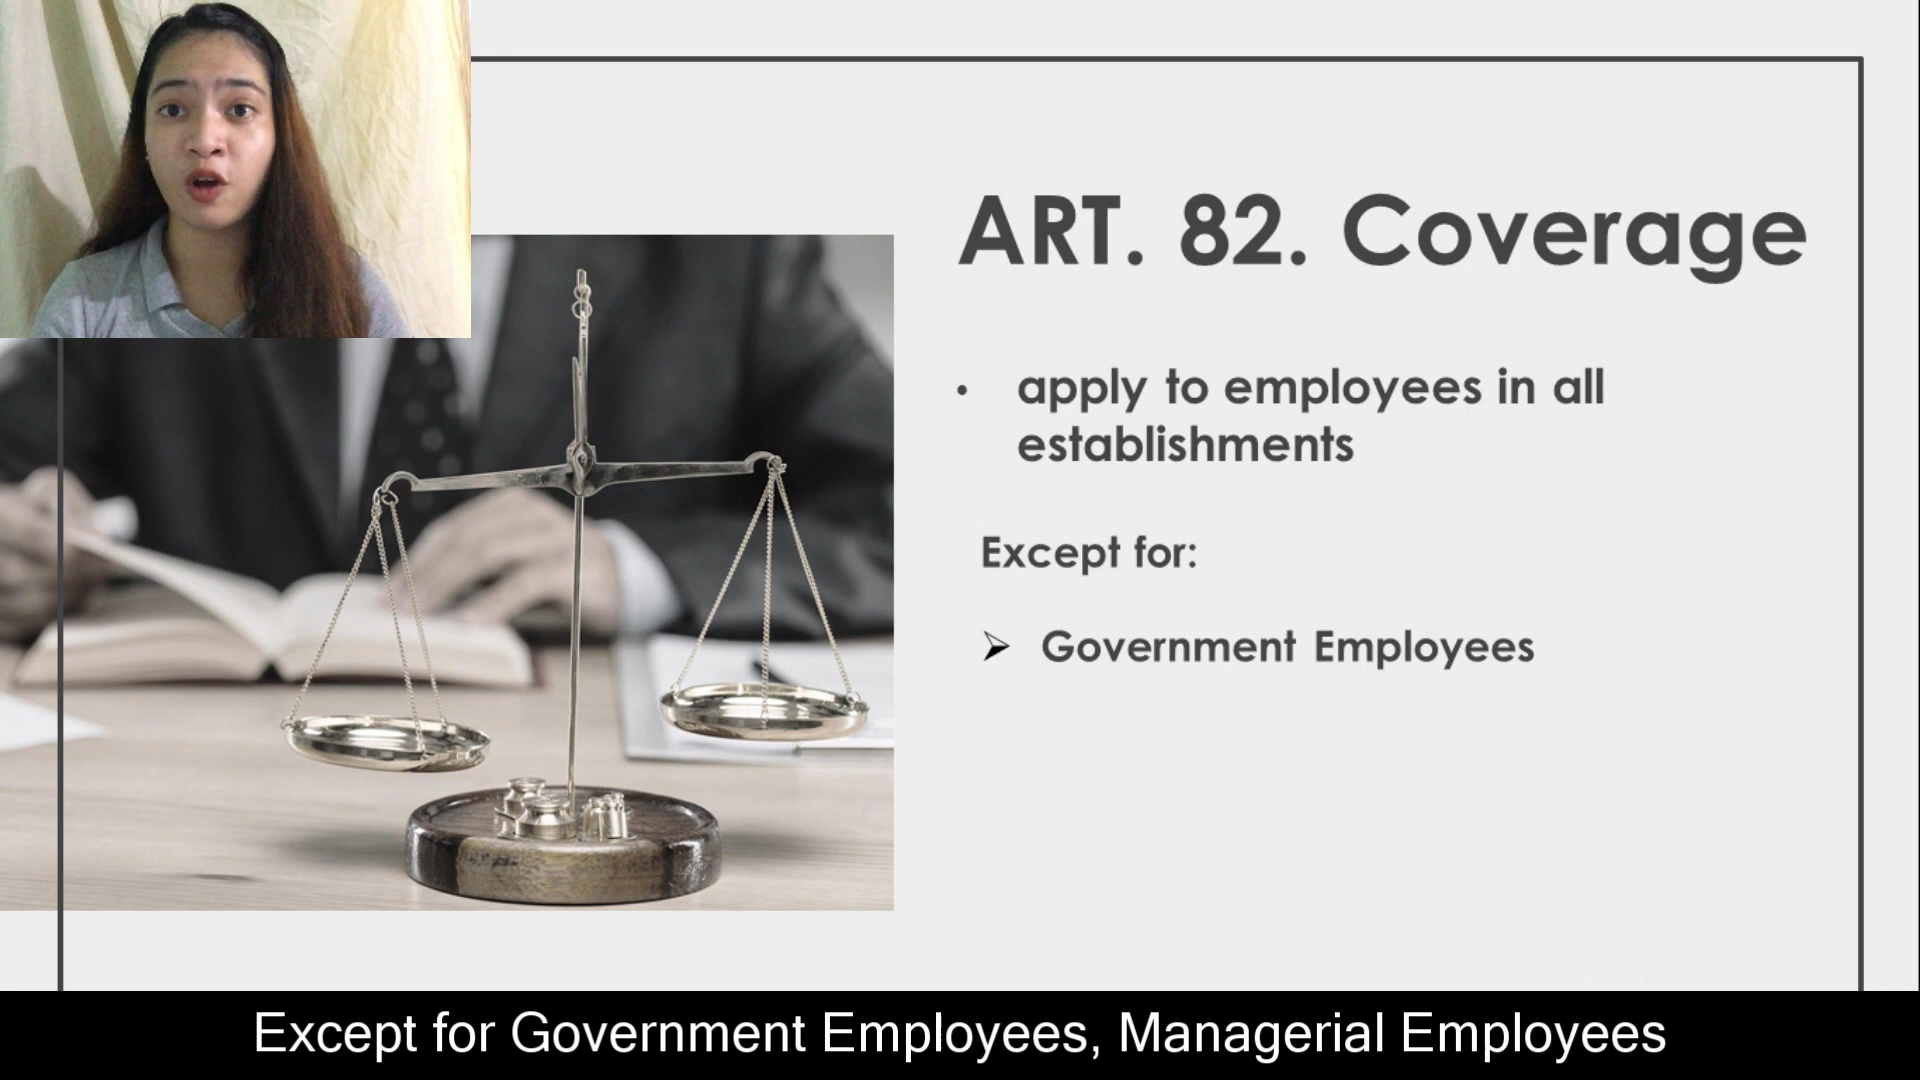 ART. 82. Coverage
• apply to employees in all
establishments
Except for:
➢ Government Employees
Except for Government Employees, Managerial Employees